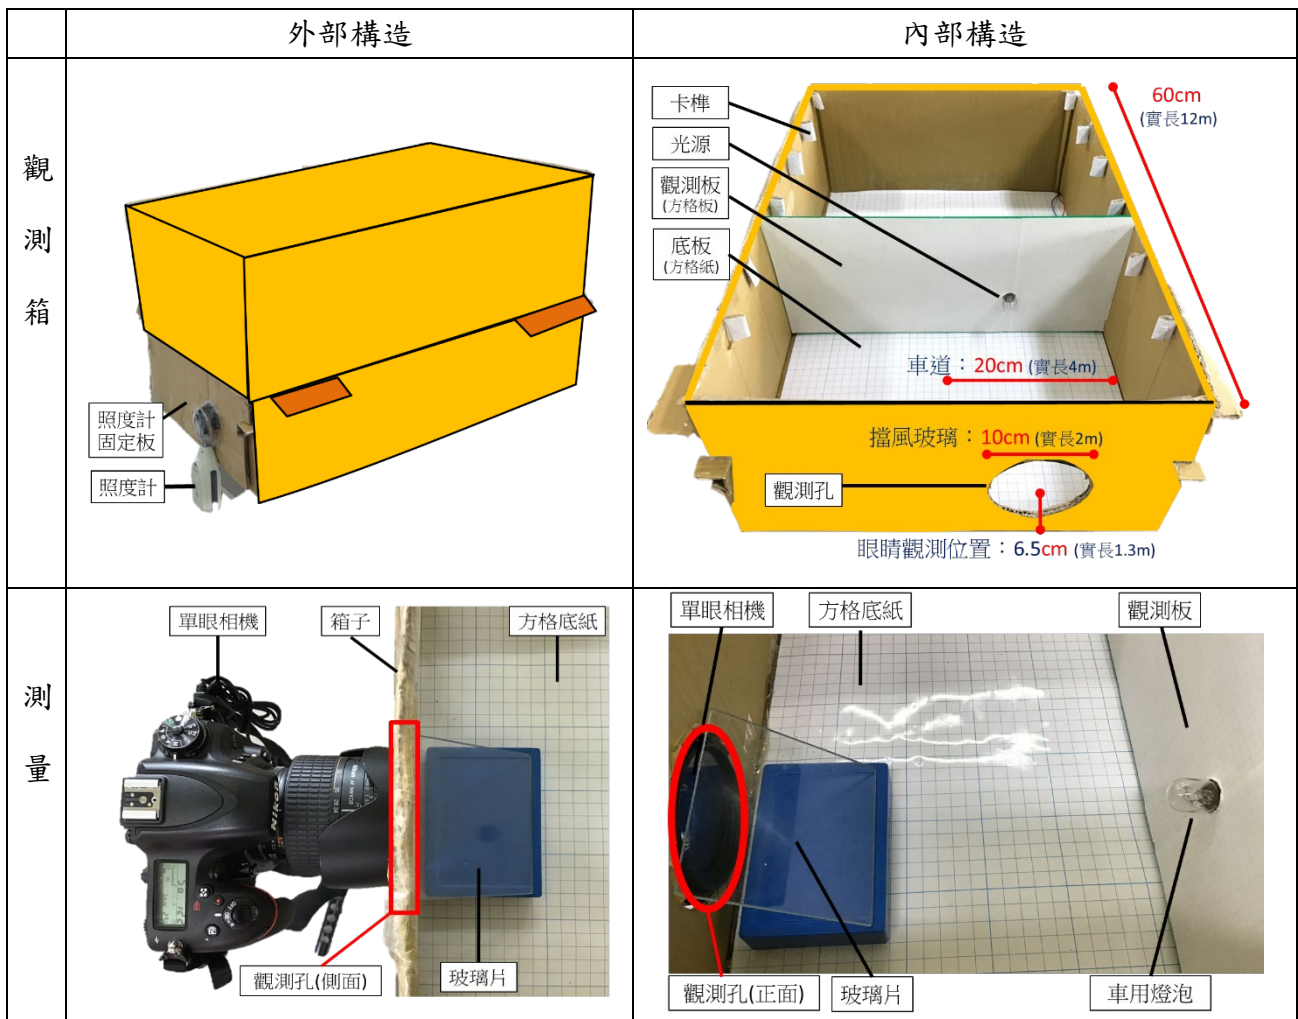 外部構造
內部構造
觀測箱
照度計
固定板
照度計
卡榫
光源
觀測板
(方格板)
底板
(方格紙)
60cm
(實長12m)
車道：20cm (實長4m)
擋風玻璃：10cm (實長2m)
觀測孔
眼睛觀測位置：6.5cm (實長1.3m)
測量
單眼相機
箱子
方格底紙
Nikon
觀測孔(側面)
玻璃片
單眼相機
方格底紙
觀測板
觀測孔(正面)
玻璃片
車用燈泡